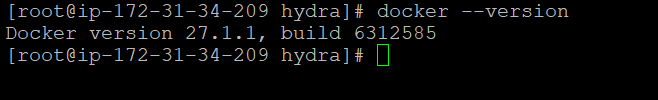 [root@ip-172-31-34-209 hydra]# docker --version
Docker version 27.1.1, build 6312585
[root@ip-172-31-34-209 hydra]#